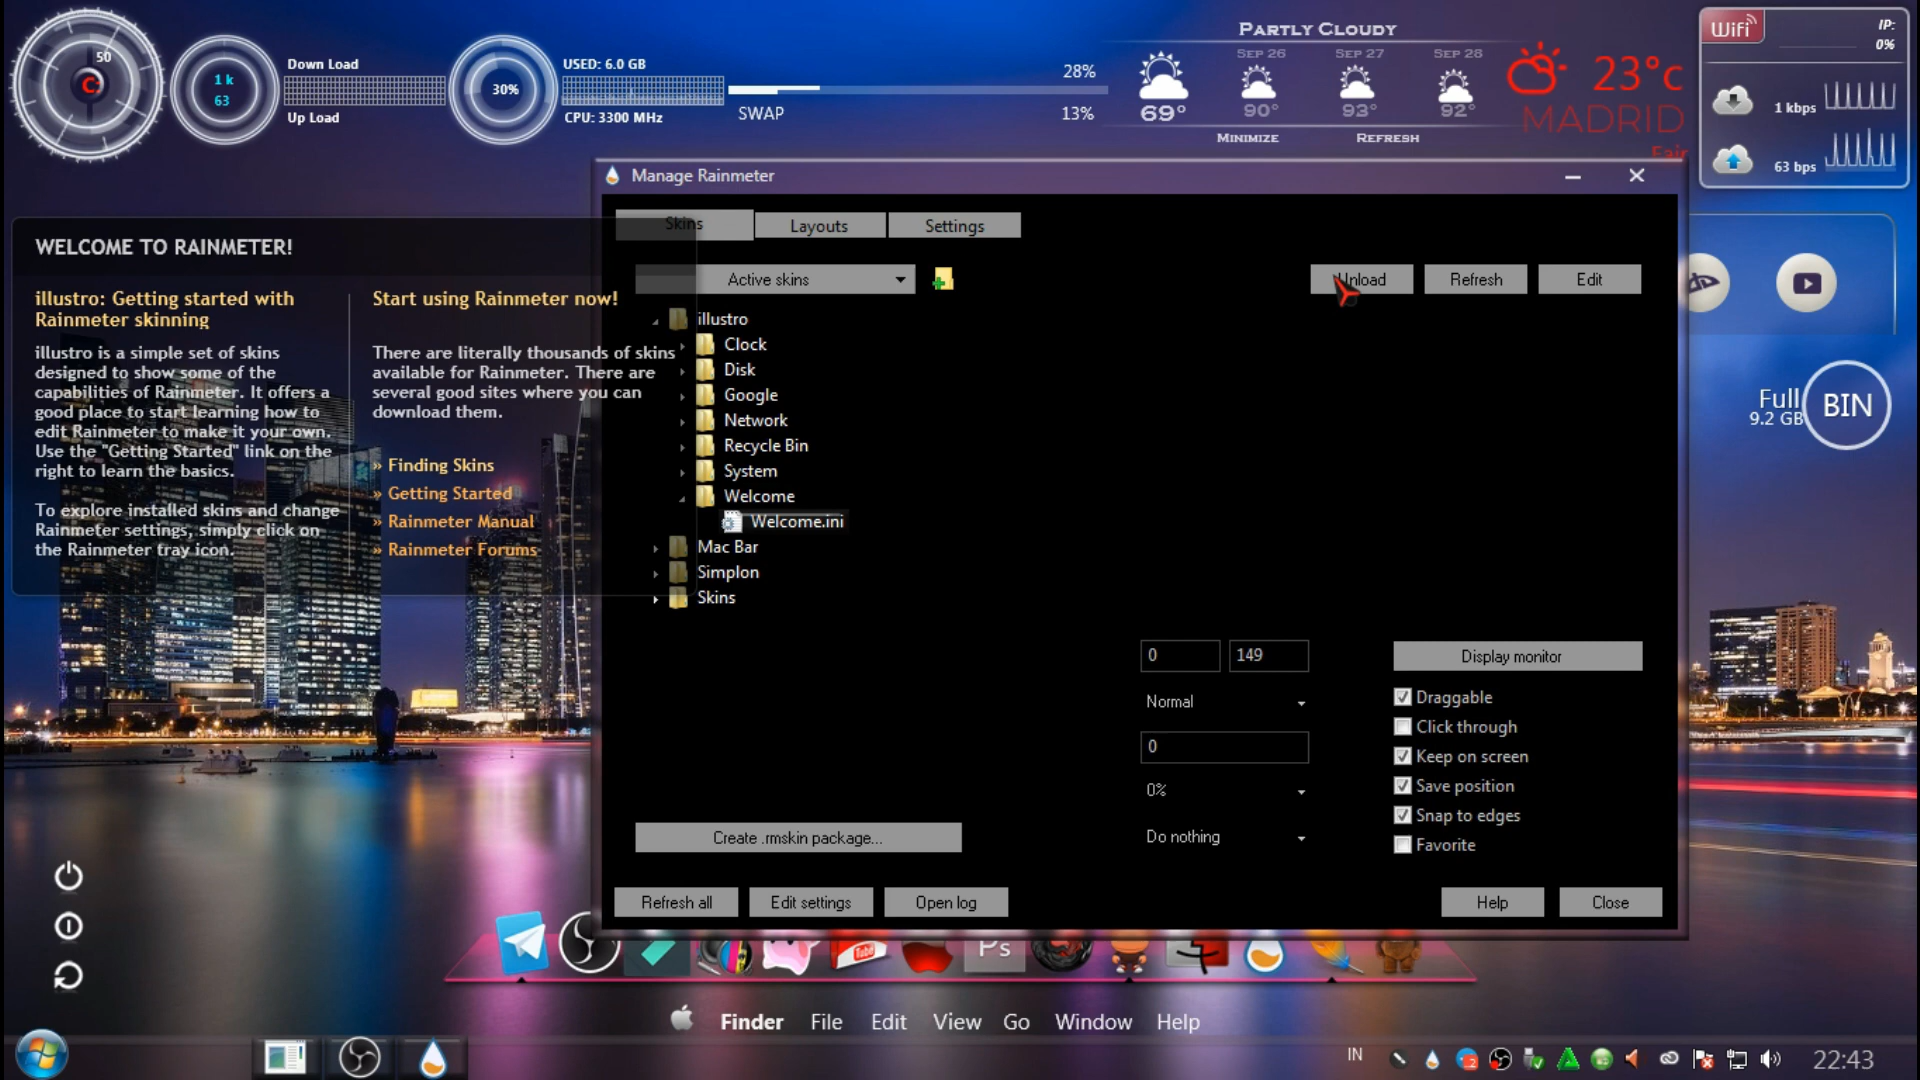 50
C
1 k
63
Down Load
Up Load
30%
USED: 6.0 GB
CPU: 3300 MHz
28%
SWAP
13%
Partly Cloudy
Sep 26
Sep 27
Sep 28
69°
90°
93°
92°
Minimize
Refresh
23°c
MADRID
Fair
Wifi
IP:
0%
1 kbps
63 bps
Manage Rainmeter
Skins
Layouts
Settings
Active skins
Unload
Refresh
Edit
WELCOME TO RAINMETER!
illustro: Getting started with
Rainmeter skinning
illustro is a simple set of skins
designed to show some of the
capabilities of Rainmeter. It offers a
good place to start learning how to
edit Rainmeter to make it your own.
Use the "Getting Started" link on the
right to learn the basics.
To explore installed skins and change
Rainmeter settings, simply click on
the Rainmeter tray icon.
Start using Rainmeter now!
There are literally thousands of skins
available for Rainmeter. There are
several good sites where you can
download them.
» Finding Skins
» Getting Started
» Rainmeter Manual
» Rainmeter Forums
illustro
Clock
Disk
Google
Network
Recycle Bin
System
Welcome
Welcome.ini
Mac Bar
Simplon
Skins
Full
9.2 GB
BIN
0
149
Display monitor
Normal
0
0%
Do nothing
Draggable
Click through
Keep on screen
Save position
Snap to edges
Favorite
Create .rmskin package...
Refresh all
Edit settings
Open log
Help
Close
Tube
Ps
Finder File Edit View Go Window Help
IN
22:43